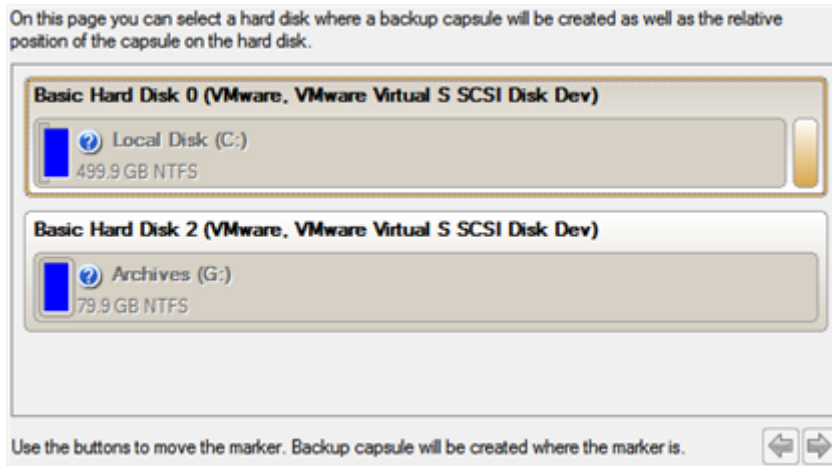 On this page you can select a hard disk where a backup capsule will be created as well as the relative
position of the capsule on the hard disk.
Basic Hard Disk 0 (VMware, VMware Virtual S SCSI Disk Dev)
Local Disk (C:)
499.9 GB NTFS
Basic Hard Disk 2 (VMware, VMware Virtual S SCSI Disk Dev)
Archives (G:)
79.9 GB NTFS
Use the buttons to move the marker. Backup capsule will be created where the marker is.